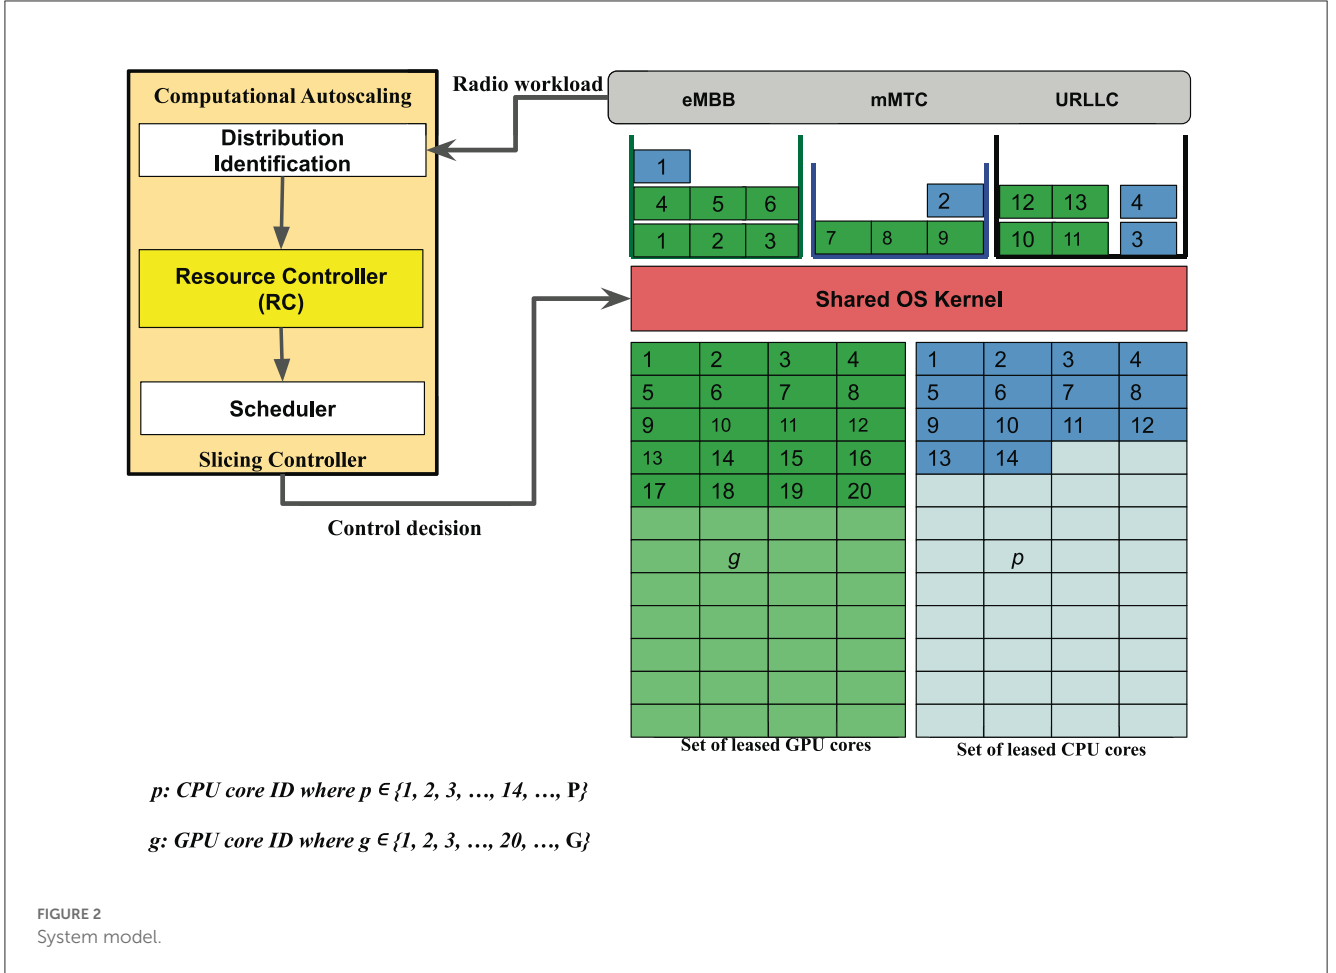 Computational Autoscaling
Distribution
Identification
Resource Controller
(RC)
Scheduler
Slicing Controller
Radio workload
Control decision
eMBB mMTC URLLC
1
4 5 6
1 2 3
2
7 8 9
12 13 4
10 11 3
Shared OS Kernel
1 2 3 4
5 6 7 8
9 10 11 12
13 14 15 16
17 18 19 20
g
Set of leased GPU cores
1 2 3 4
5 6 7 8
9 10 11 12
13 14
p
Set of leased CPU cores
p: CPU core ID where p ∈ {1, 2, 3, …, 14, …, P}
g: GPU core ID where g ∈ {1, 2, 3, …, 20, …, G}
FIGURE 2
System model.